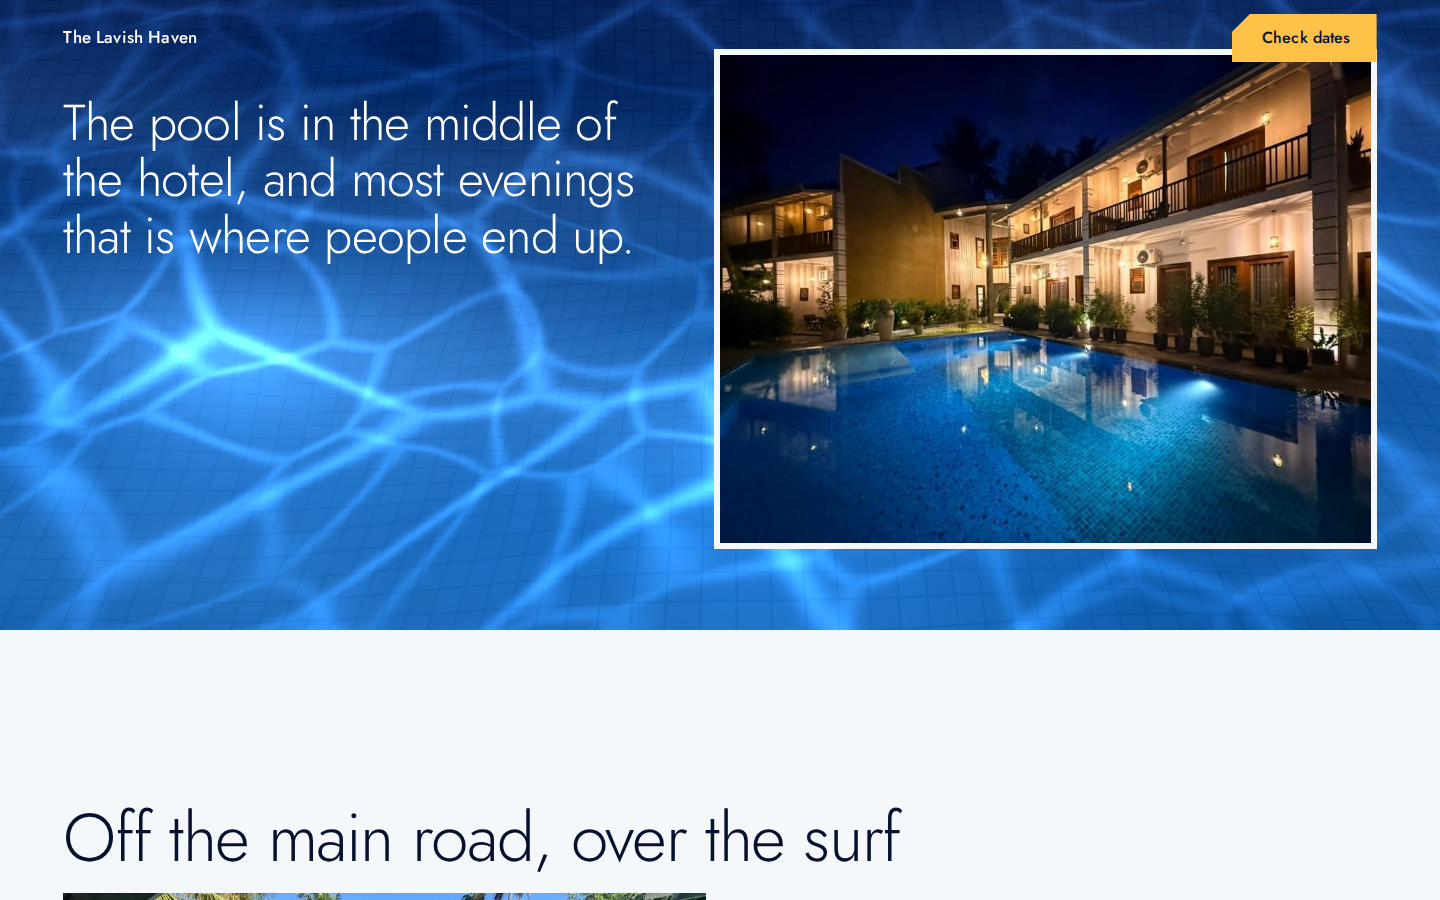 The Lavish Haven
Check dates
The pool is in the middle of
the hotel, and most evenings
that is where people end up.
Off the main road, over the surf